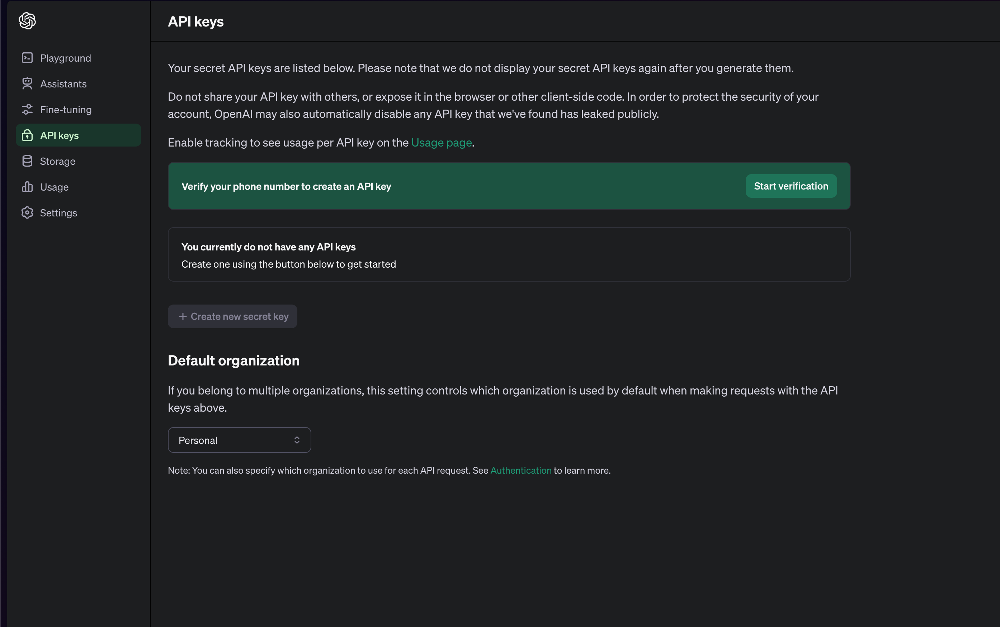 API keys
Playground
Assistants
Fine-tuning
API keys
Storage
Usage
Settings
Your secret API keys are listed below. Please note that we do not display your secret API keys again after you generate them.
Do not share your API key with others, or expose it in the browser or other client-side code. In order to protect the security of your
account, OpenAI may also automatically disable any API key that we've found has leaked publicly.
Enable tracking to see usage per API key on the Usage page.
Verify your phone number to create an API key
Start verification
You currently do not have any API keys
Create one using the button below to get started
+ Create new secret key
Default organization
If you belong to multiple organizations, this setting controls which organization is used by default when making requests with the API
keys above.
Personal
Note: You can also specify which organization to use for each API request. See Authentication to learn more.